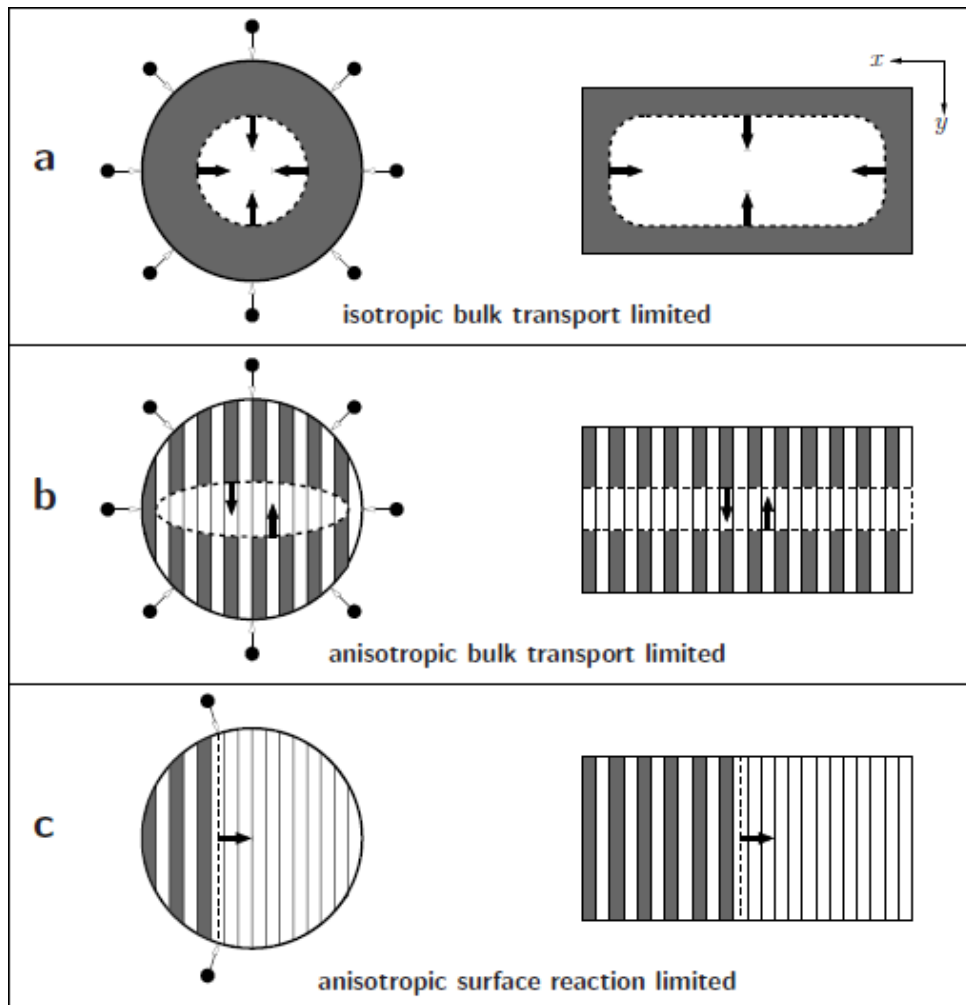 a
x
y
isotropic bulk transport limited
b
anisotropic bulk transport limited
c
anisotropic surface reaction limited